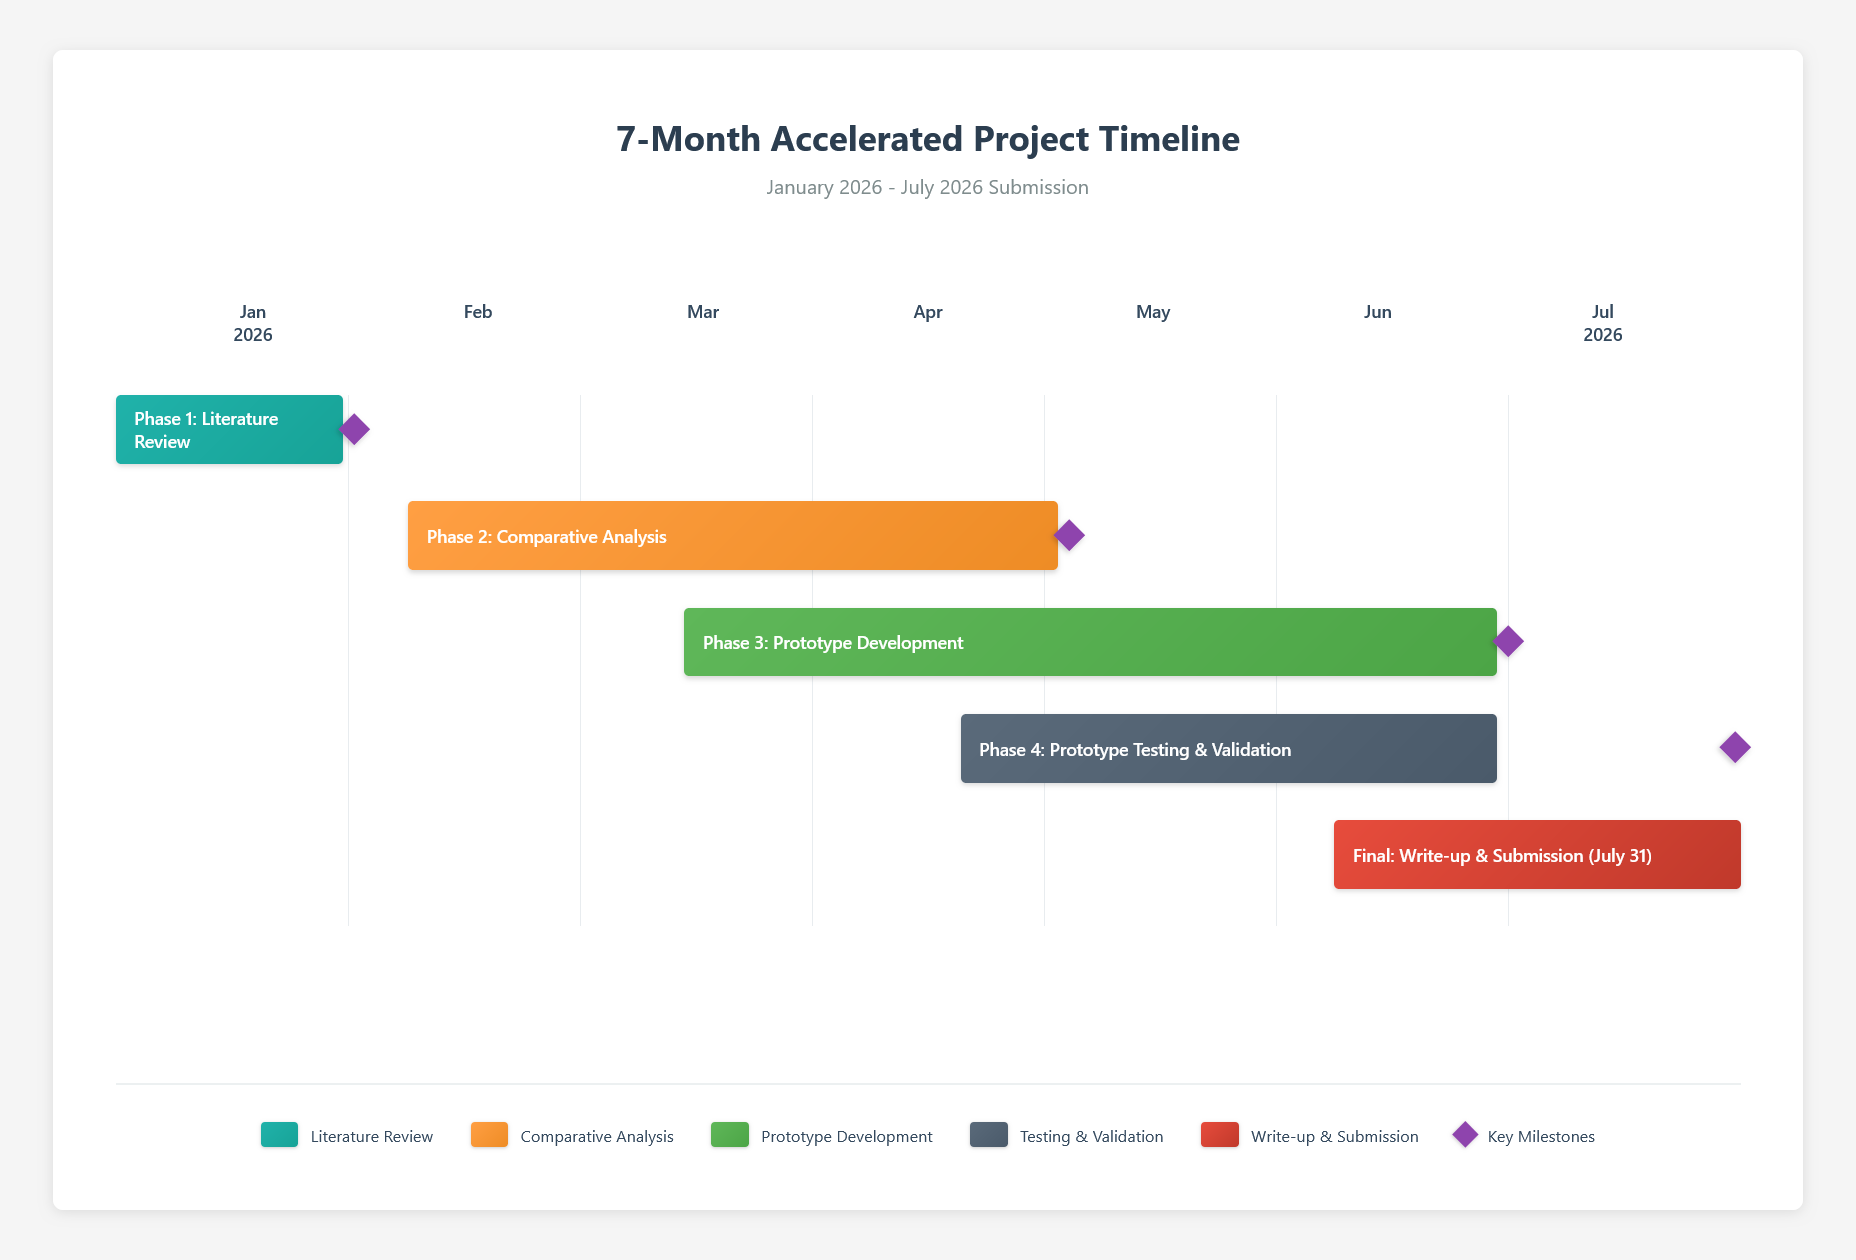 7-Month Accelerated Project Timeline
January 2026 - July 2026 Submission
Jan
2026
Feb
Mar
Apr
May
Jun
Jul
2026
Phase 1: Literature
Review
Phase 2: Comparative Analysis
Phase 3: Prototype Development
Phase 4: Prototype Testing & Validation
Final: Write-up & Submission (July 31)
Literature Review
Comparative Analysis
Prototype Development
Testing & Validation
Write-up & Submission
Key Milestones